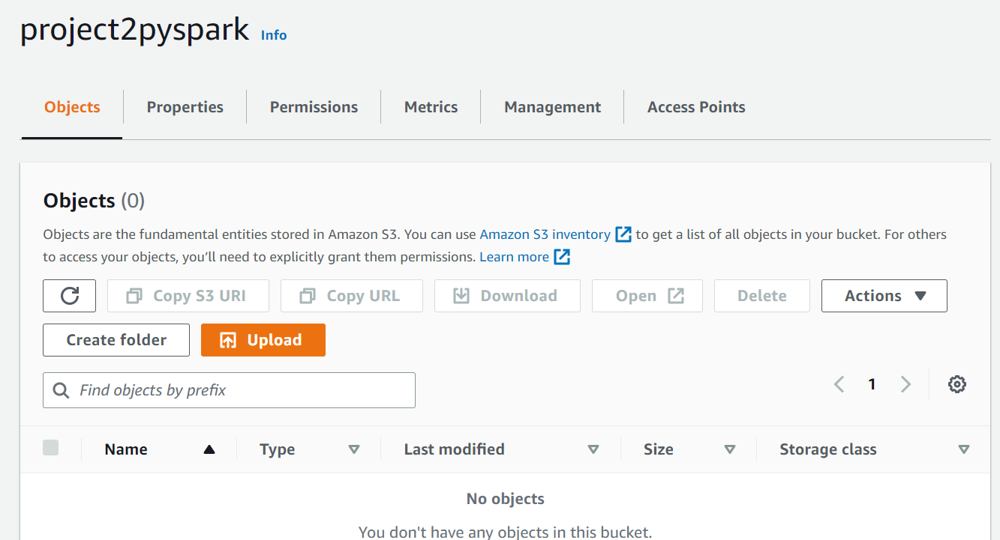 project2pyspark Info
Objects Properties Permissions Metrics Management Access Points
Objects (0)
Objects are the fundamental entities stored in Amazon S3. You can use Amazon S3 inventory to get a list of all objects in your bucket. For others
to access your objects, you’ll need to explicitly grant them permissions. Learn more
Copy S3 URI Copy URL Download Open Delete Actions
Create folder Upload
Find objects by prefix 1
Name Type Last modified Size Storage class
No objects
You don't have any objects in this bucket.